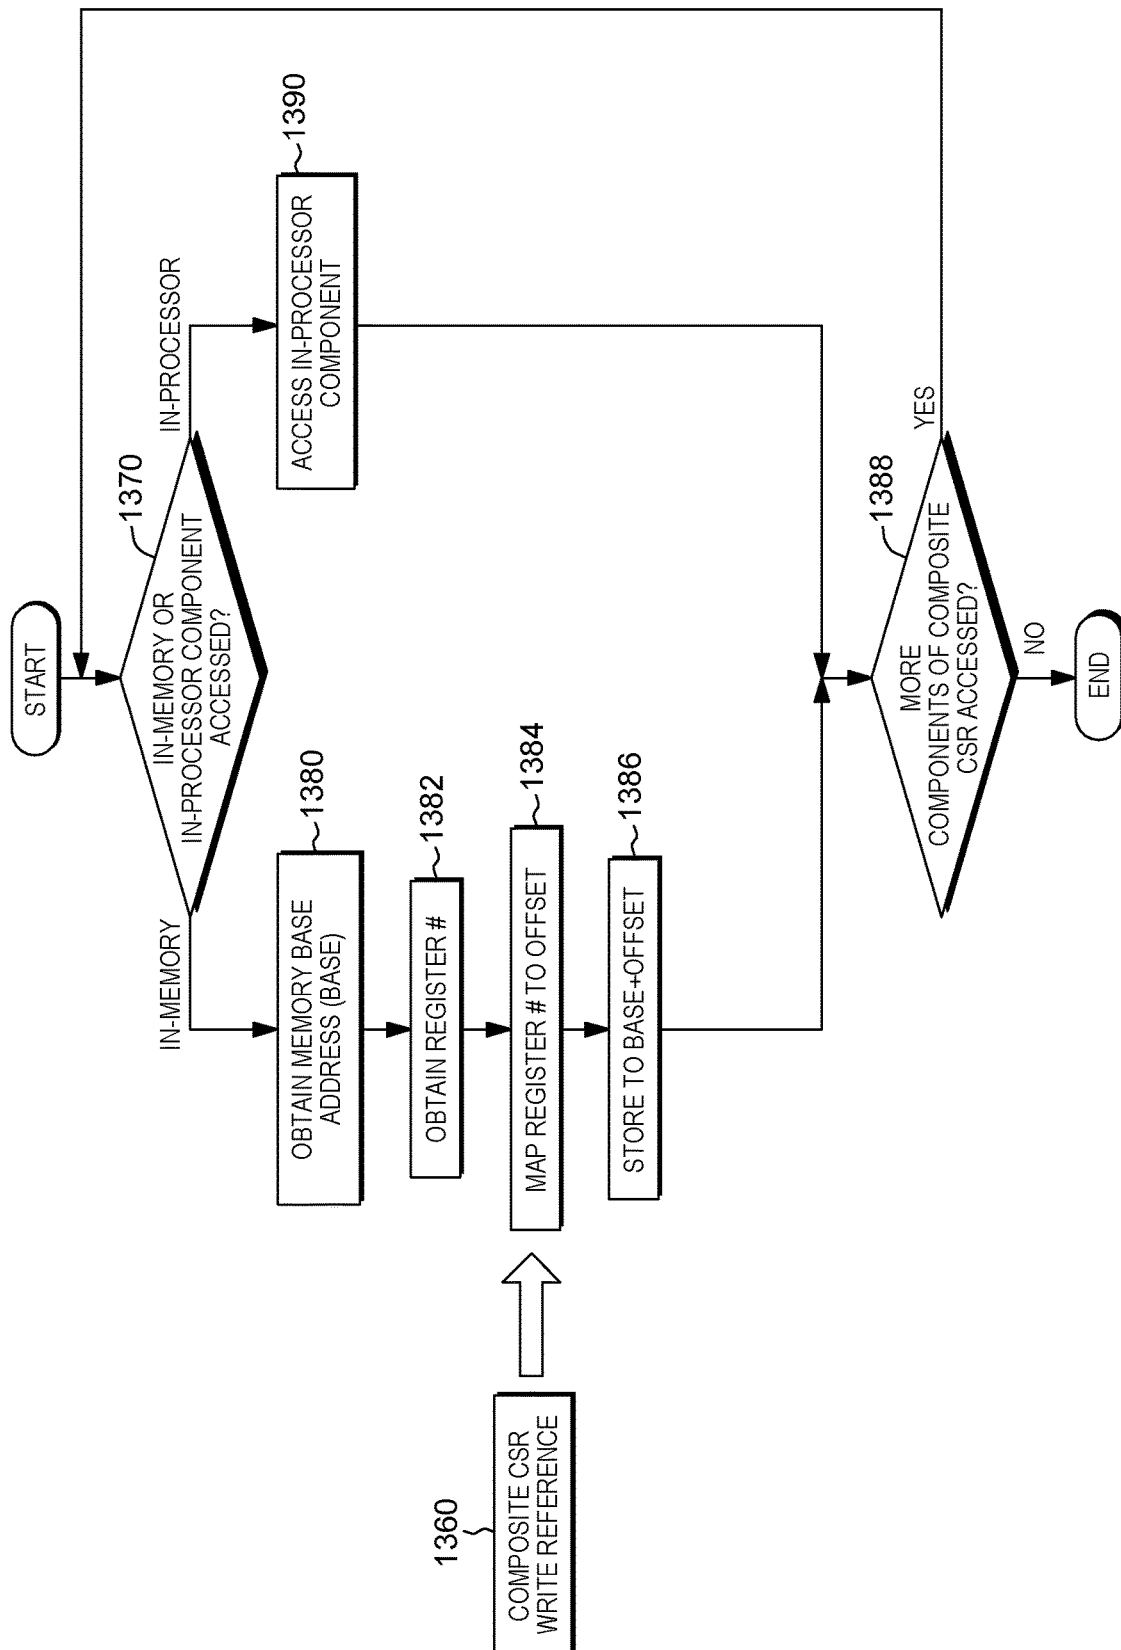 START
IN-MEMORY OR
IN-PROCESSOR COMPONENT
ACCESSED?
1370
IN-MEMORY
IN-PROCESSOR
OBTAIN MEMORY BASE
ADDRESS (BASE)
1380
ACCESS IN-PROCESSOR
COMPONENT
1390
OBTAIN REGISTER #
1382
1360
COMPOSITE CSR
WRITE REFERENCE
MAP REGISTER # TO OFFSET
1384
STORE TO BASE+OFFSET
1386
MORE
COMPONENTS OF COMPOSITE
CSR ACCESSED?
1388
YES
NO
END